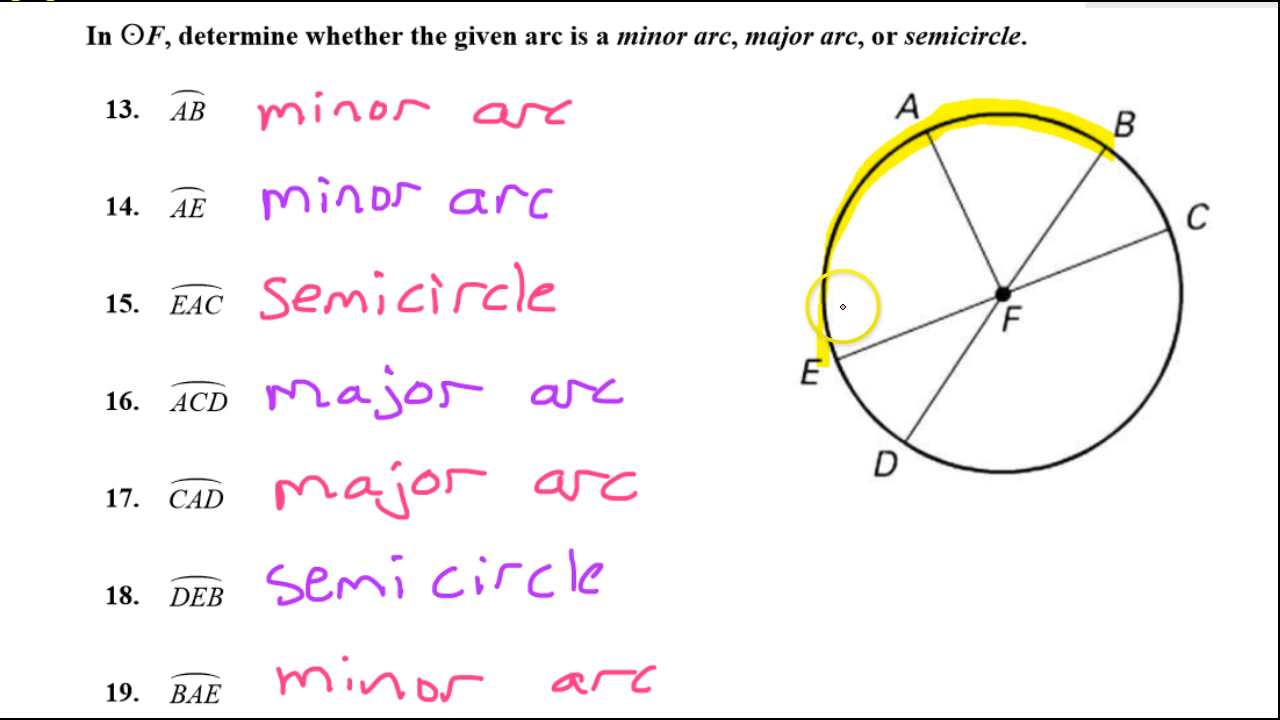 In ⊙F, determine whether the given arc is a minor arc, major arc, or semicircle.
13. AB minor arc
14. AE minor arc
15. EAC semicircle
16. ACD major arc
17. CAD major arc
18. DEB semicircle
19. BAE minor arc
A
B
C
F
E
D